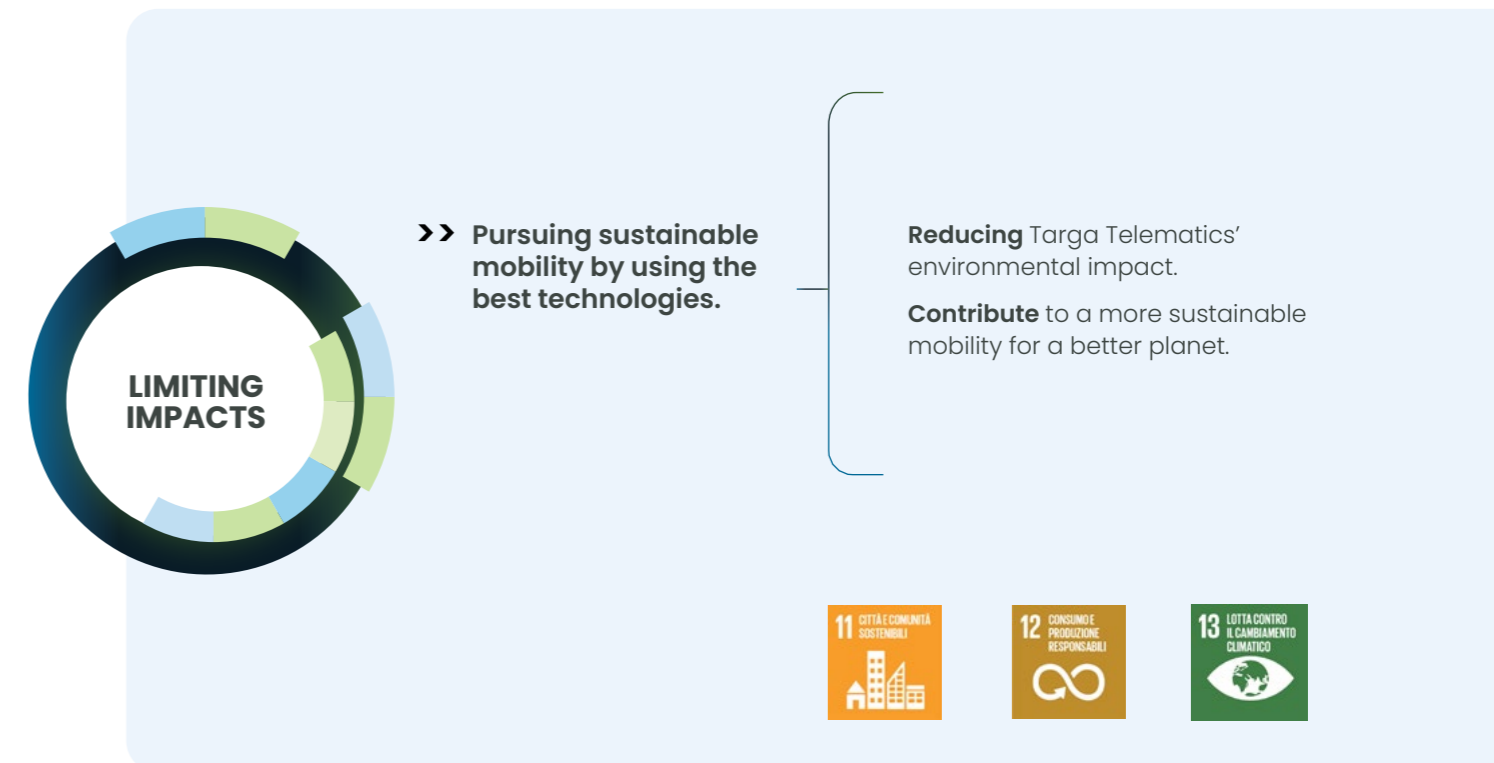 LIMITING
IMPACTS
Pursuing sustainable
mobility by using the
best technologies.
Reducing Targa Telematics’
environmental impact.
Contribute to a more sustainable
mobility for a better planet.
11 CITTÀ E COMUNITÀ
SOSTENIBILI
12 CONSUMO E
PRODUZIONE
RESPONSABILI
13 LOTTA CONTRO
IL CAMBIAMENTO
CLIMATICO